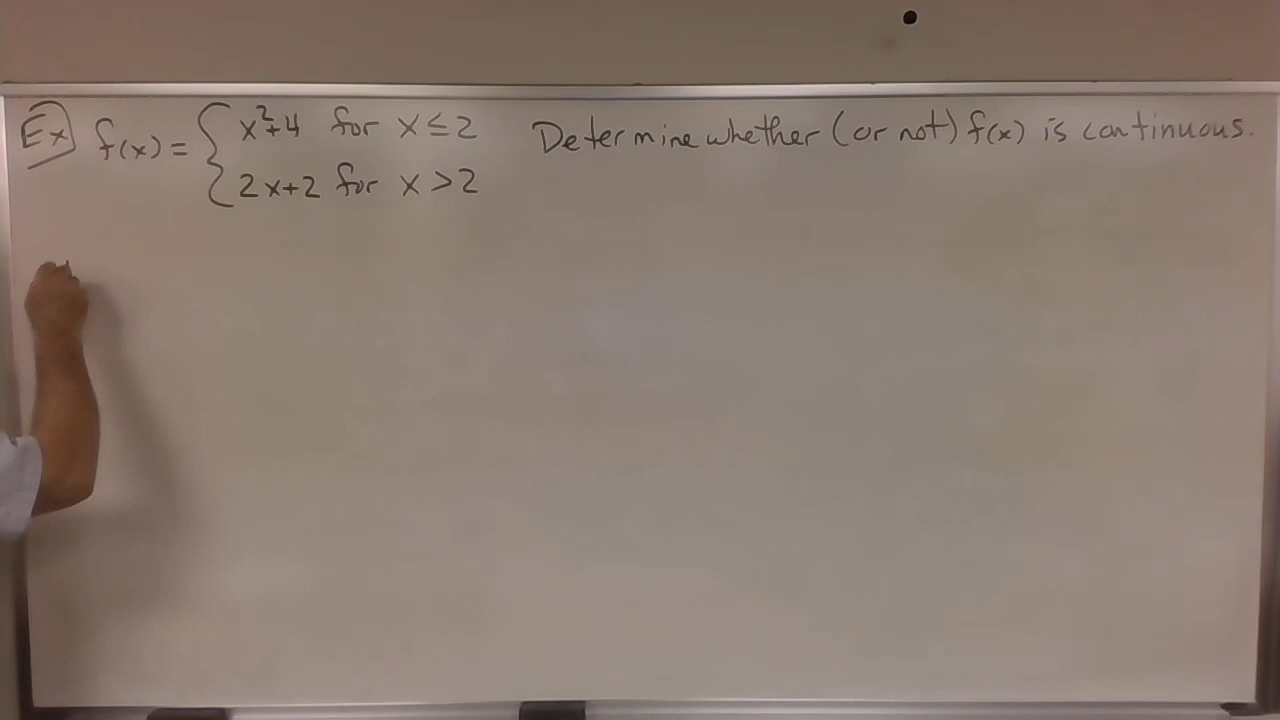 Ex f(x) = { x²+4 for x ≤ 2 Determine whether (or not) f(x) is continuous.
2x+2 for x > 2